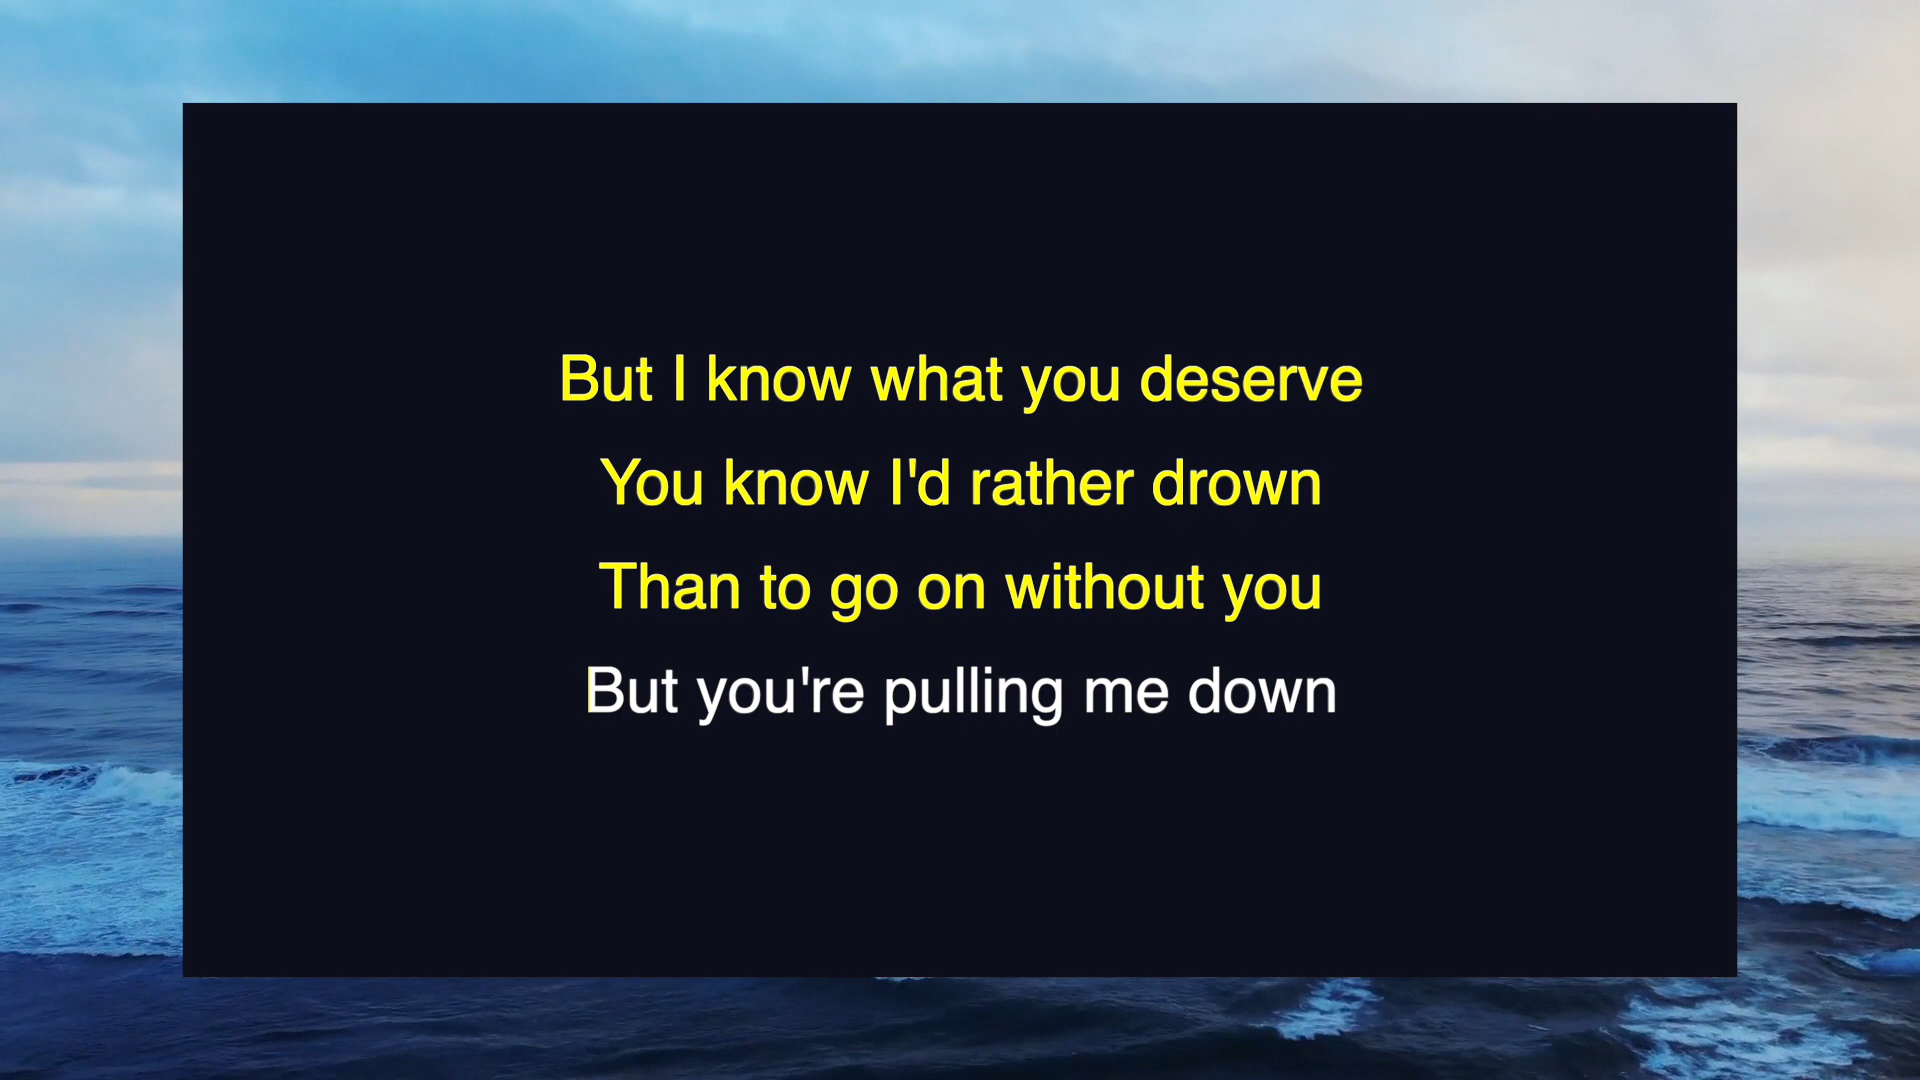 But I know what you deserve
You know I'd rather drown
Than to go on without you
But you're pulling me down